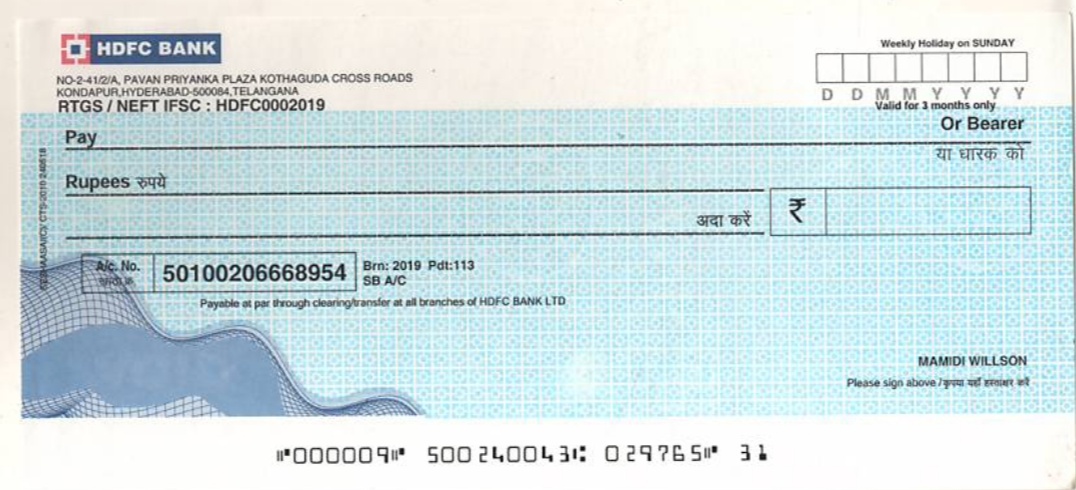 HDFC BANK
Weekly Holiday on SUNDAY
NO-2-41/2/A, PAVAN PRIYANKA PLAZA KOTHAGUDA CROSS ROADS
KONDAPUR,HYDERABAD-500084,TELANGANA
RTGS / NEFT IFSC : HDFC0002019
D D M M Y Y Y Y
Valid for 3 months only
Pay
Or Bearer
या धारक को
Rupees रुपये
अदा करें
₹
A/c. No.
50100206668954
Brn: 2019 Pdt:113
SB A/C
Payable at par through clearing/transfer at all branches of HDFC BANK LTD
MAMIDI WILLSON
Please sign above / कृपया यहाँ हस्ताक्षर करें
CTS-2010
⑈000009⑈ 500240043⑆ 029765⑈ 31